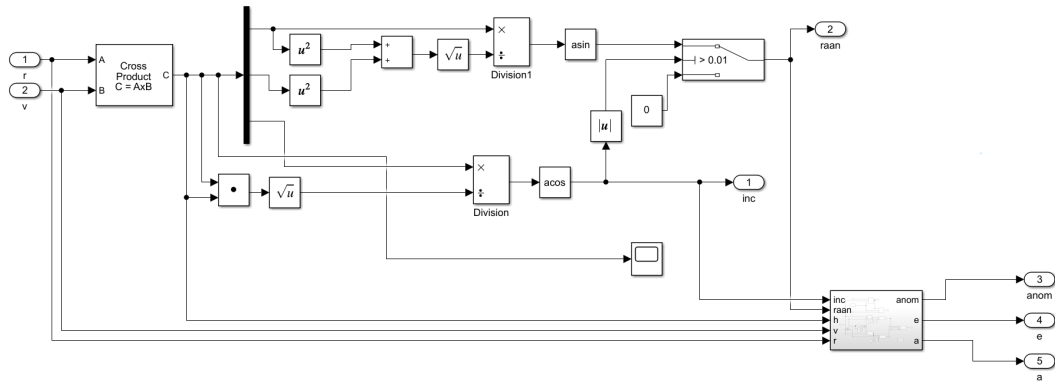 1
r
2
v
A
B
Cross
Product
C = AxB
C
u²
u²
+
+
√u
×
÷
Division1
asin
> 0.01
0
|u|
2
raan
√u
×
÷
Division
acos
1
inc
inc
raan
h
v
r
anom
e
a
3
anom
4
e
5
a